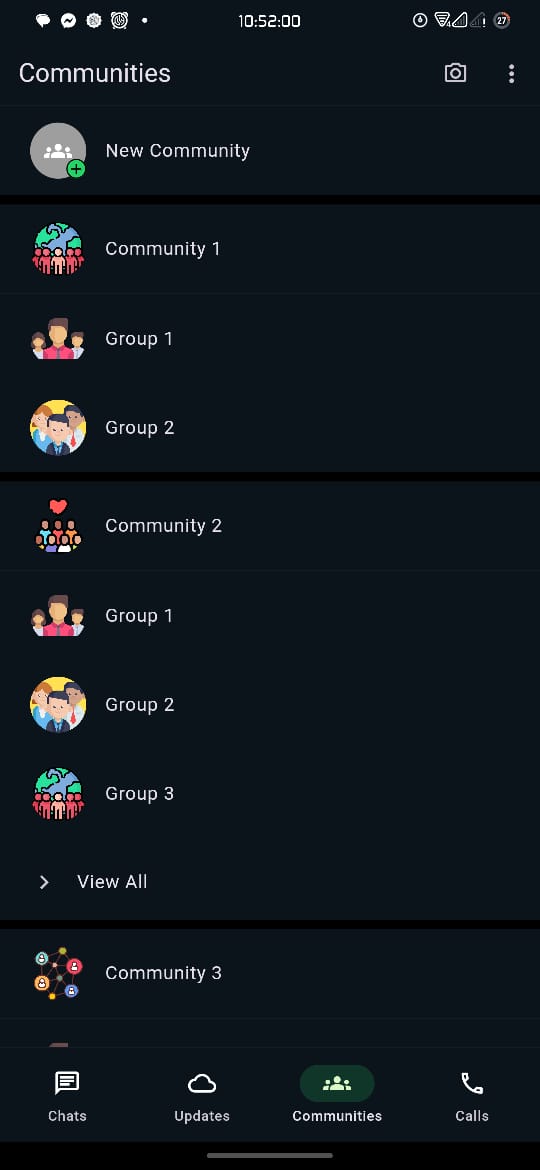 10:52:00
27
Communities
New Community
Community 1
Group 1
Group 2
Community 2
Group 1
Group 2
Group 3
View All
Community 3
Chats
Updates
Communities
Calls